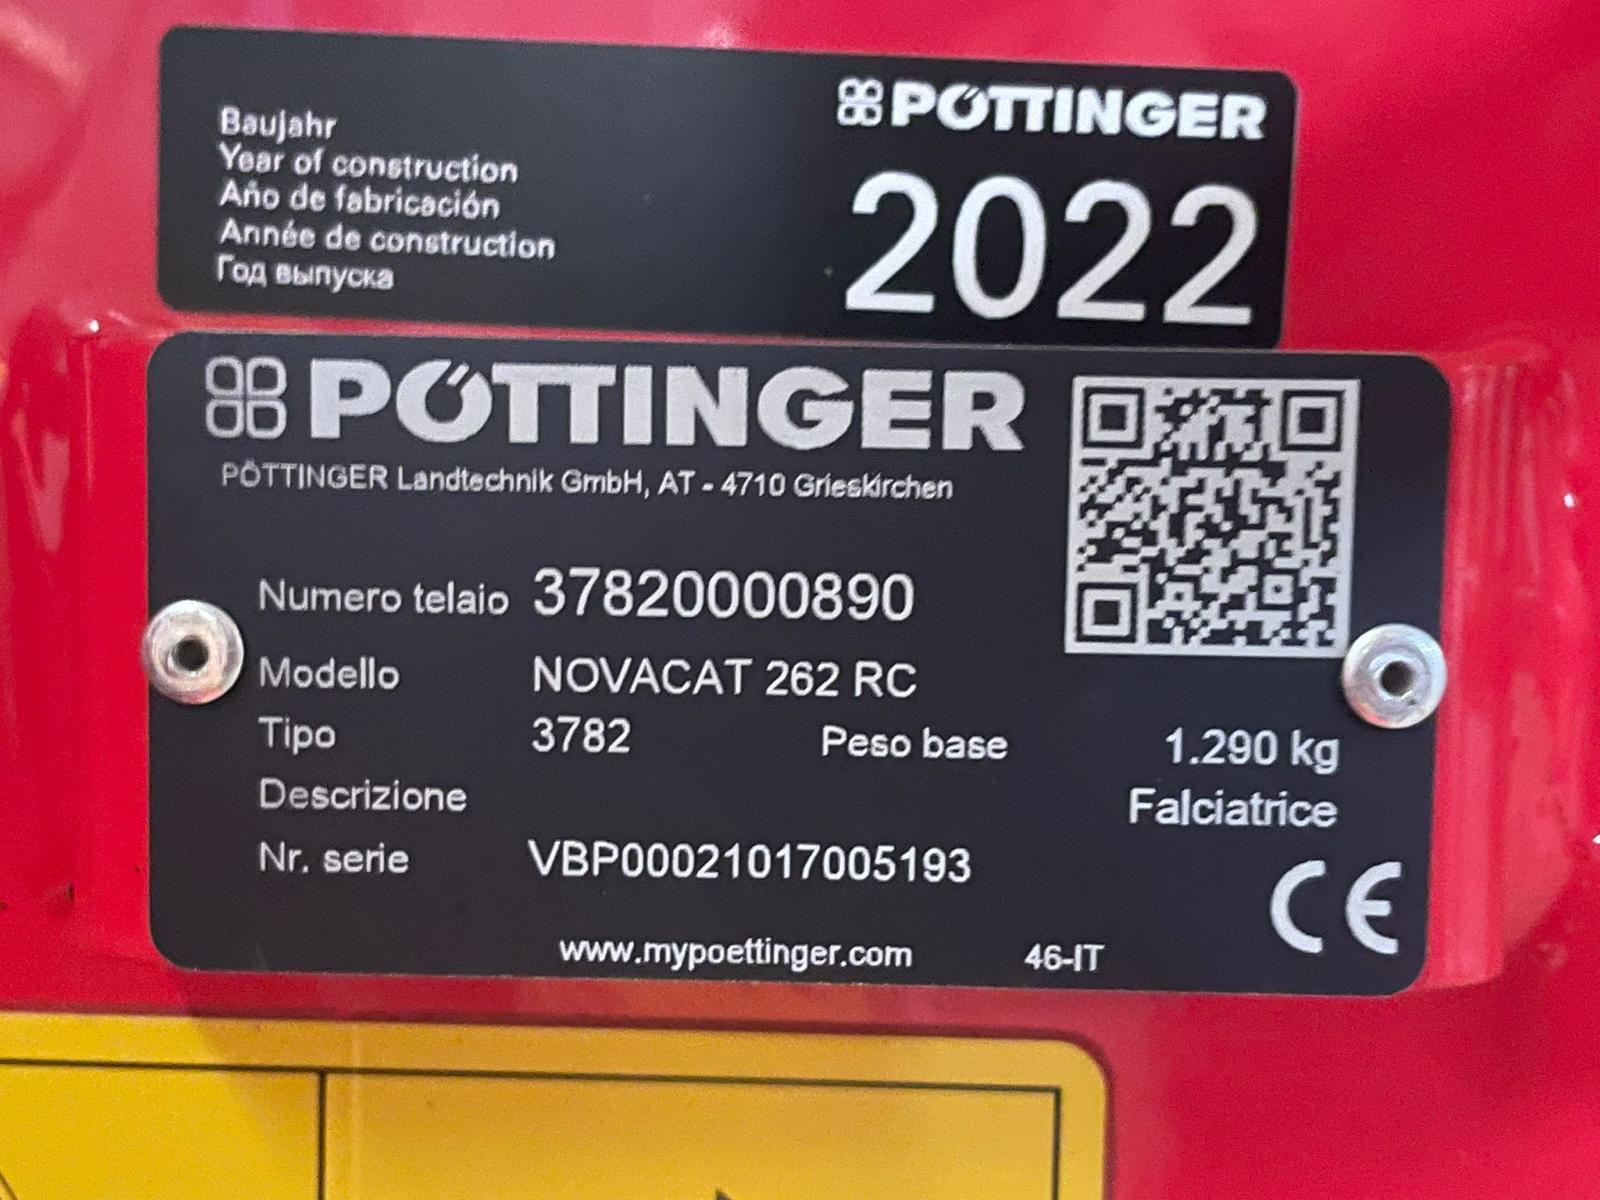 Baujahr
Year of construction
Año de fabricación
Année de construction
Год выпуска
PÖTTINGER
2022
PÖTTINGER
PÖTTINGER Landtechnik GmbH, AT - 4710 Grieskirchen
Numero telaio 37820000890
Modello NOVACAT 262 RC
Tipo 3782 Peso base 1.290 kg
Descrizione Falciatrice
Nr. serie VBP00021017005193
CE
www.mypoettinger.com 46-IT